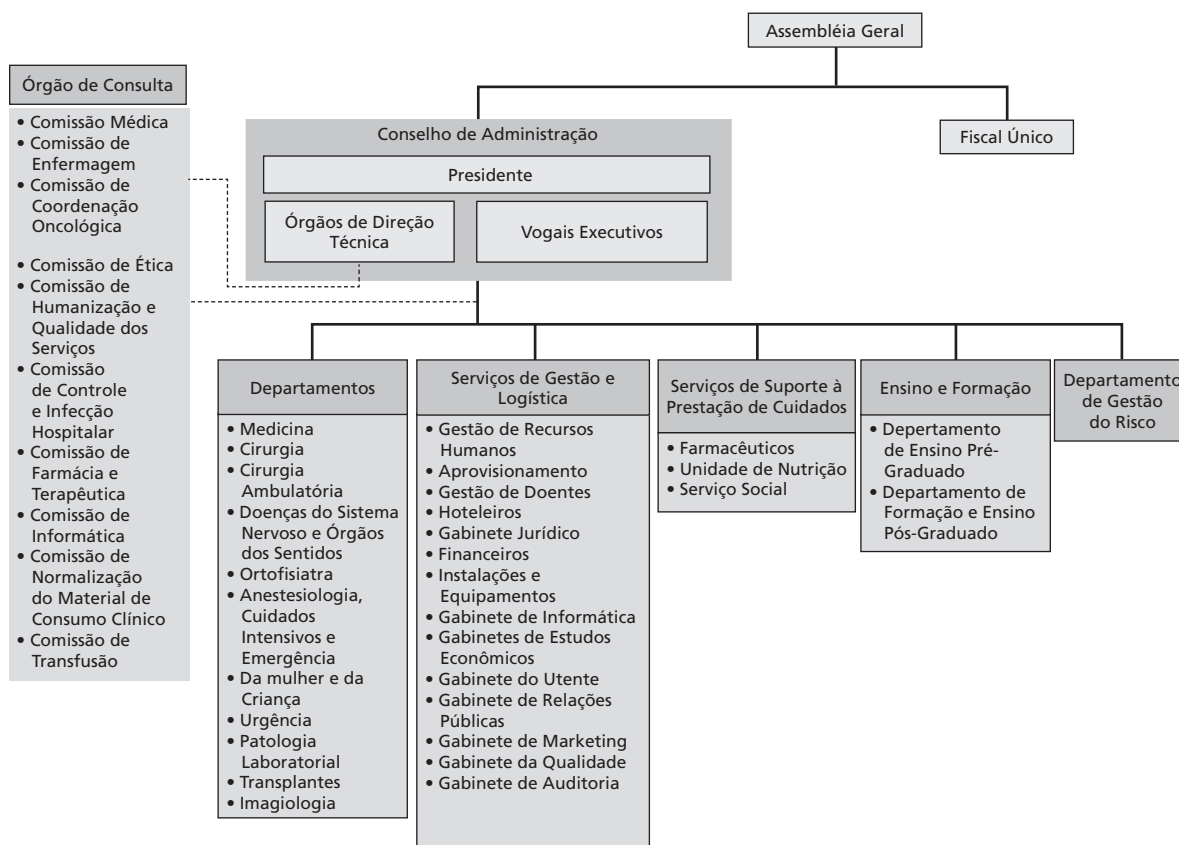 Assembléia Geral
Fiscal Único
Órgão de Consulta
• Comissão Médica
• Comissão de
Enfermagem
• Comissão de
Coordenação
Oncológica
• Comissão de Ética
• Comissão de
Humanização e
Qualidade dos
Serviços
• Comissão
de Controle
e Infecção
Hospitalar
• Comissão de
Farmácia e
Terapêutica
• Comissão de
Informática
• Comissão de
Normalização
do Material de
Consumo Clínico
• Comissão de
Transfusão
Conselho de Administração
Presidente
Órgãos de Direção
Técnica
Vogais Executivos
Departamentos
• Medicina
• Cirurgia
• Cirurgia
Ambulatória
• Doenças do Sistema
Nervoso e Órgãos
dos Sentidos
• Ortofisiatra
• Anestesiologia,
Cuidados
Intensivos e
Emergência
• Da mulher e da
Criança
• Urgência
• Patologia
Laboratorial
• Transplantes
• Imagiologia
Serviços de Gestão e
Logística
• Gestão de Recursos
Humanos
• Aprovisionamento
• Gestão de Doentes
• Hoteleiros
• Gabinete Jurídico
• Financeiros
• Instalações e
Equipamentos
• Gabinete de Informática
• Gabinetes de Estudos
Econômicos
• Gabinete do Utente
• Gabinete de Relações
Públicas
• Gabinete de Marketing
• Gabinete da Qualidade
• Gabinete de Auditoria
Serviços de Suporte à
Prestação de Cuidados
• Farmacêuticos
• Unidade de Nutrição
• Serviço Social
Ensino e Formação
• Depertamento
de Ensino Pré-
Graduado
• Departamento de
Formação e Ensino
Pós-Graduado
Departamento
de Gestão
do Risco